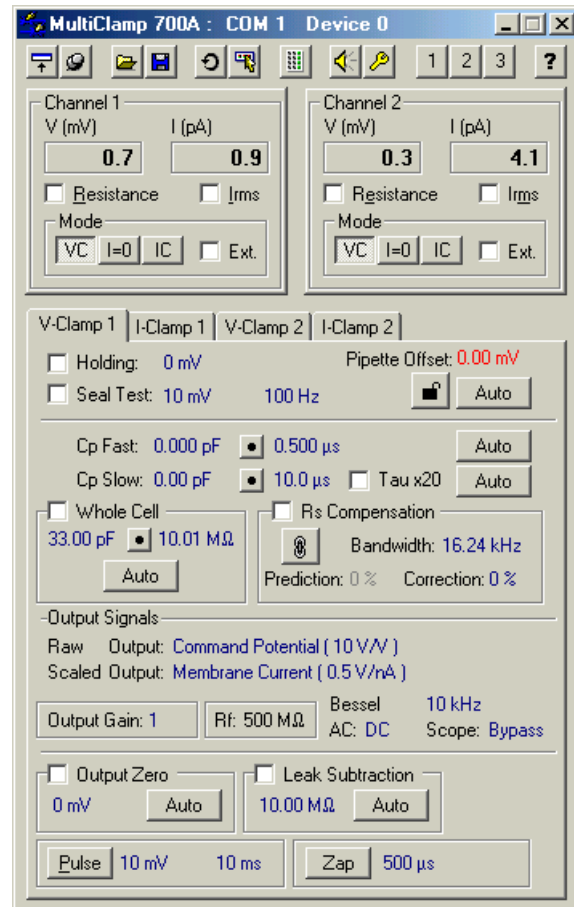 MultiClamp 700A : COM 1 Device 0
1 2 3 ?
Channel 1 Channel 2
V (mV) I (pA) V (mV) I (pA)
0.7 0.9 0.3 4.1
Resistance Irms Resistance Irms
Mode Mode
VC I=0 IC Ext. VC I=0 IC Ext.
V-Clamp 1 I-Clamp 1 V-Clamp 2 I-Clamp 2
Holding: 0 mV Pipette Offset: 0.00 mV
Seal Test: 10 mV 100 Hz Auto
Cp Fast: 0.000 pF 0.500 µs Auto
Cp Slow: 0.00 pF 10.0 µs Tau x20 Auto
Whole Cell Rs Compensation
33.00 pF 10.01 MΩ Bandwidth: 16.24 kHz
Auto Prediction: 0 % Correction: 0 %
Output Signals
Raw Output: Command Potential ( 10 V/V )
Scaled Output: Membrane Current ( 0.5 V/nA )
Bessel 10 kHz
Output Gain: 1 Rf: 500 MΩ AC: DC Scope: Bypass
Output Zero Leak Subtraction
0 mV Auto 10.00 MΩ Auto
Pulse 10 mV 10 ms Zap 500 µs